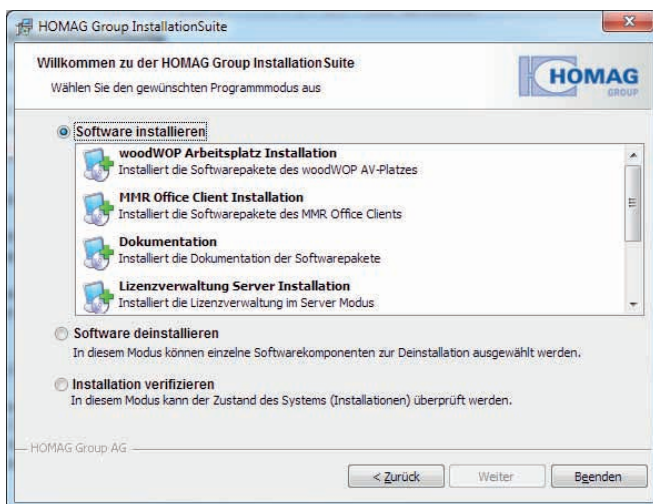 HOMAG Group InstallationSuite
Willkommen zu der HOMAG Group InstallationSuite
Wählen Sie den gewünschten Programmmodus aus
HOMAG
GROUP
Software installieren
woodWOP Arbeitsplatz Installation
Installiert die Softwarepakete des woodWOP AV-Platzes
MMR Office Client Installation
Installiert die Softwarepakete des MMR Office Clients
Dokumentation
Installiert die Dokumentation der Softwarepakete
Lizenzverwaltung Server Installation
Installiert die Lizenzverwaltung im Server Modus
Software deinstallieren
In diesem Modus können einzelne Softwarekomponenten zur Deinstallation ausgewählt werden.
Installation verifizieren
In diesem Modus kann der Zustand des Systems (Installationen) überprüft werden.
HOMAG Group AG
< Zurück Weiter Beenden